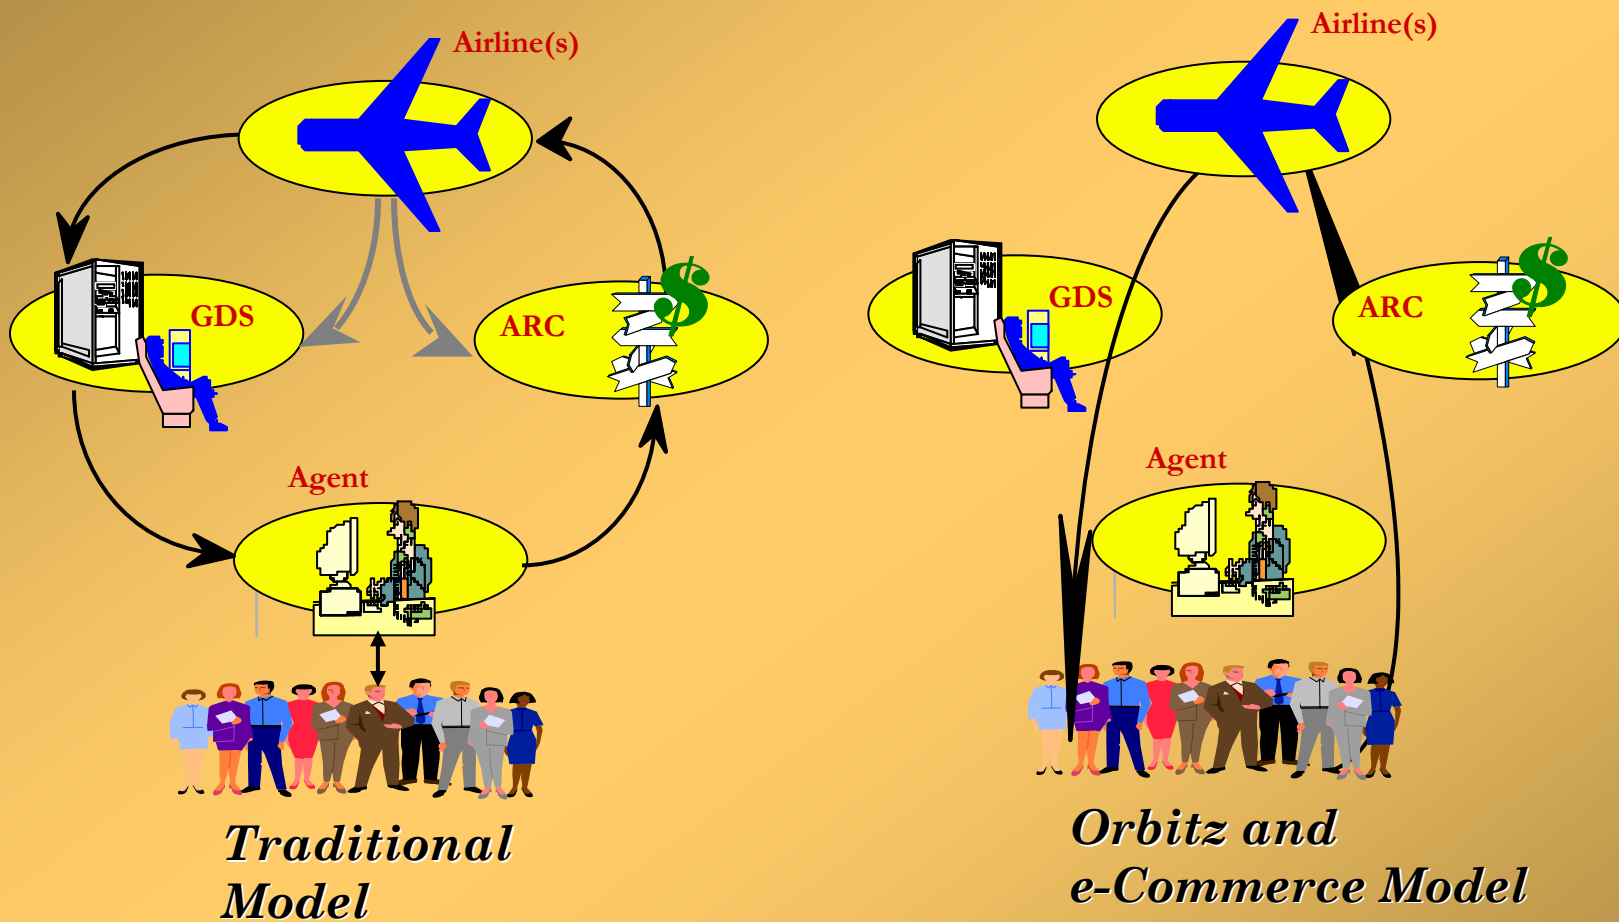 Airline(s)
GDS
ARC
$
Agent
Traditional
Model
Airline(s)
GDS
ARC
$
Agent
Orbitz and
e-Commerce Model